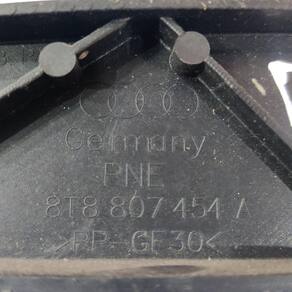 Germany
PNE
8T8 807 454 A
>PP-GF30<